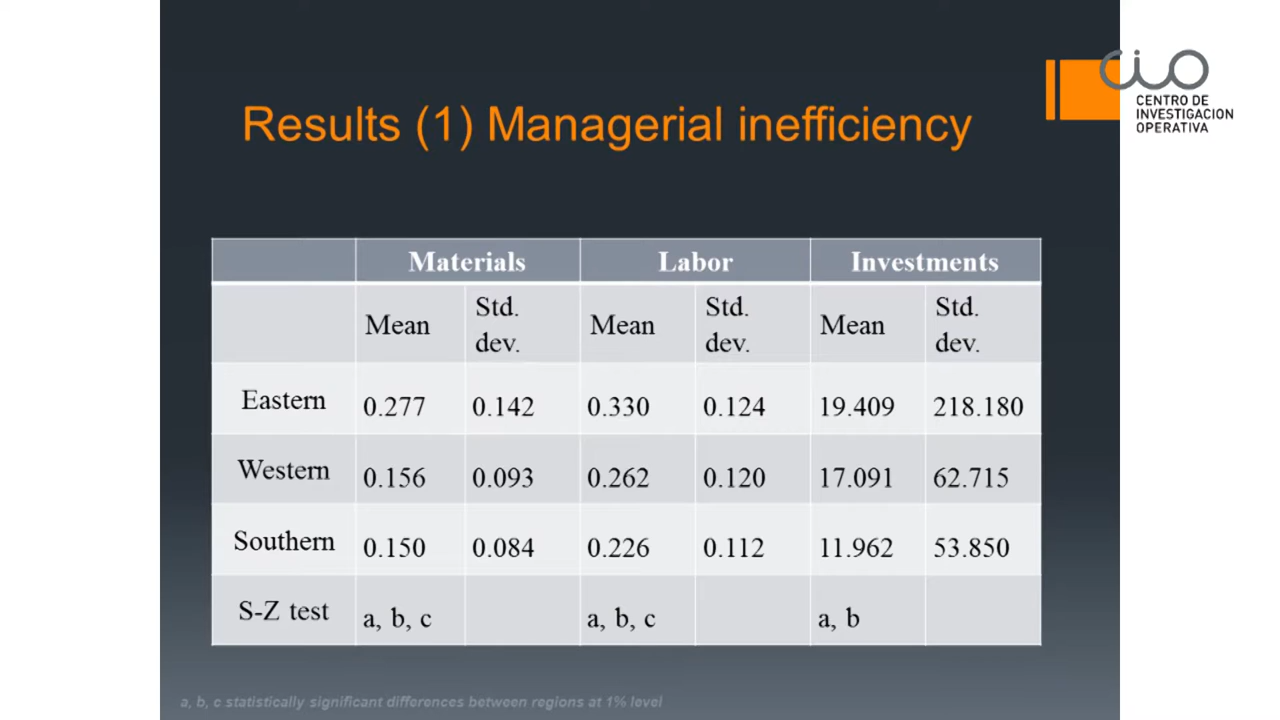 CIO
CENTRO DE
INVESTIGACION
OPERATIVA
Results (1) Managerial inefficiency
Materials Labor Investments
Mean Std. dev. Mean Std. dev. Mean Std. dev.
Eastern 0.277 0.142 0.330 0.124 19.409 218.180
Western 0.156 0.093 0.262 0.120 17.091 62.715
Southern 0.150 0.084 0.226 0.112 11.962 53.850
S-Z test a, b, c a, b, c a, b
a, b, c statistically significant differences between regions at 1% level